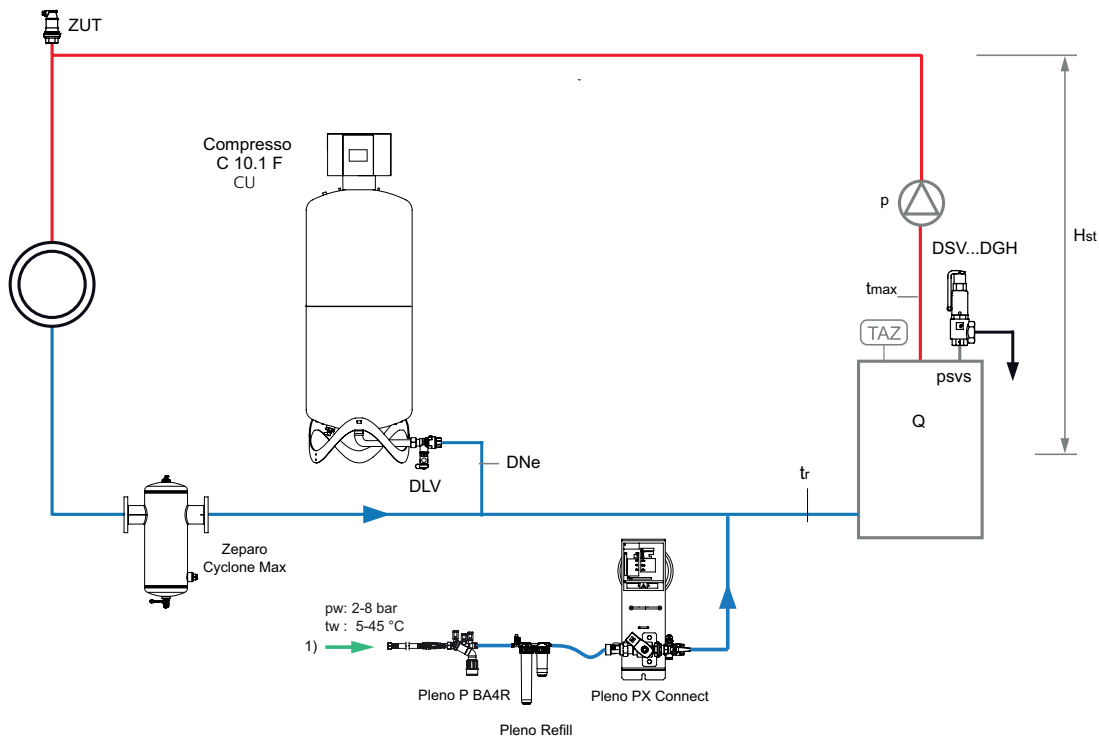 ZUT
Compresso
C 10.1 F
CU
p
Hst
DSV...DGH
tmax
TAZ
psvs
Q
DNe
DLV
tr
Zeparo
Cyclone Max
pw: 2-8 bar
tw : 5-45 °C
1)
Pleno P BA4R
Pleno PX Connect
Pleno Refill